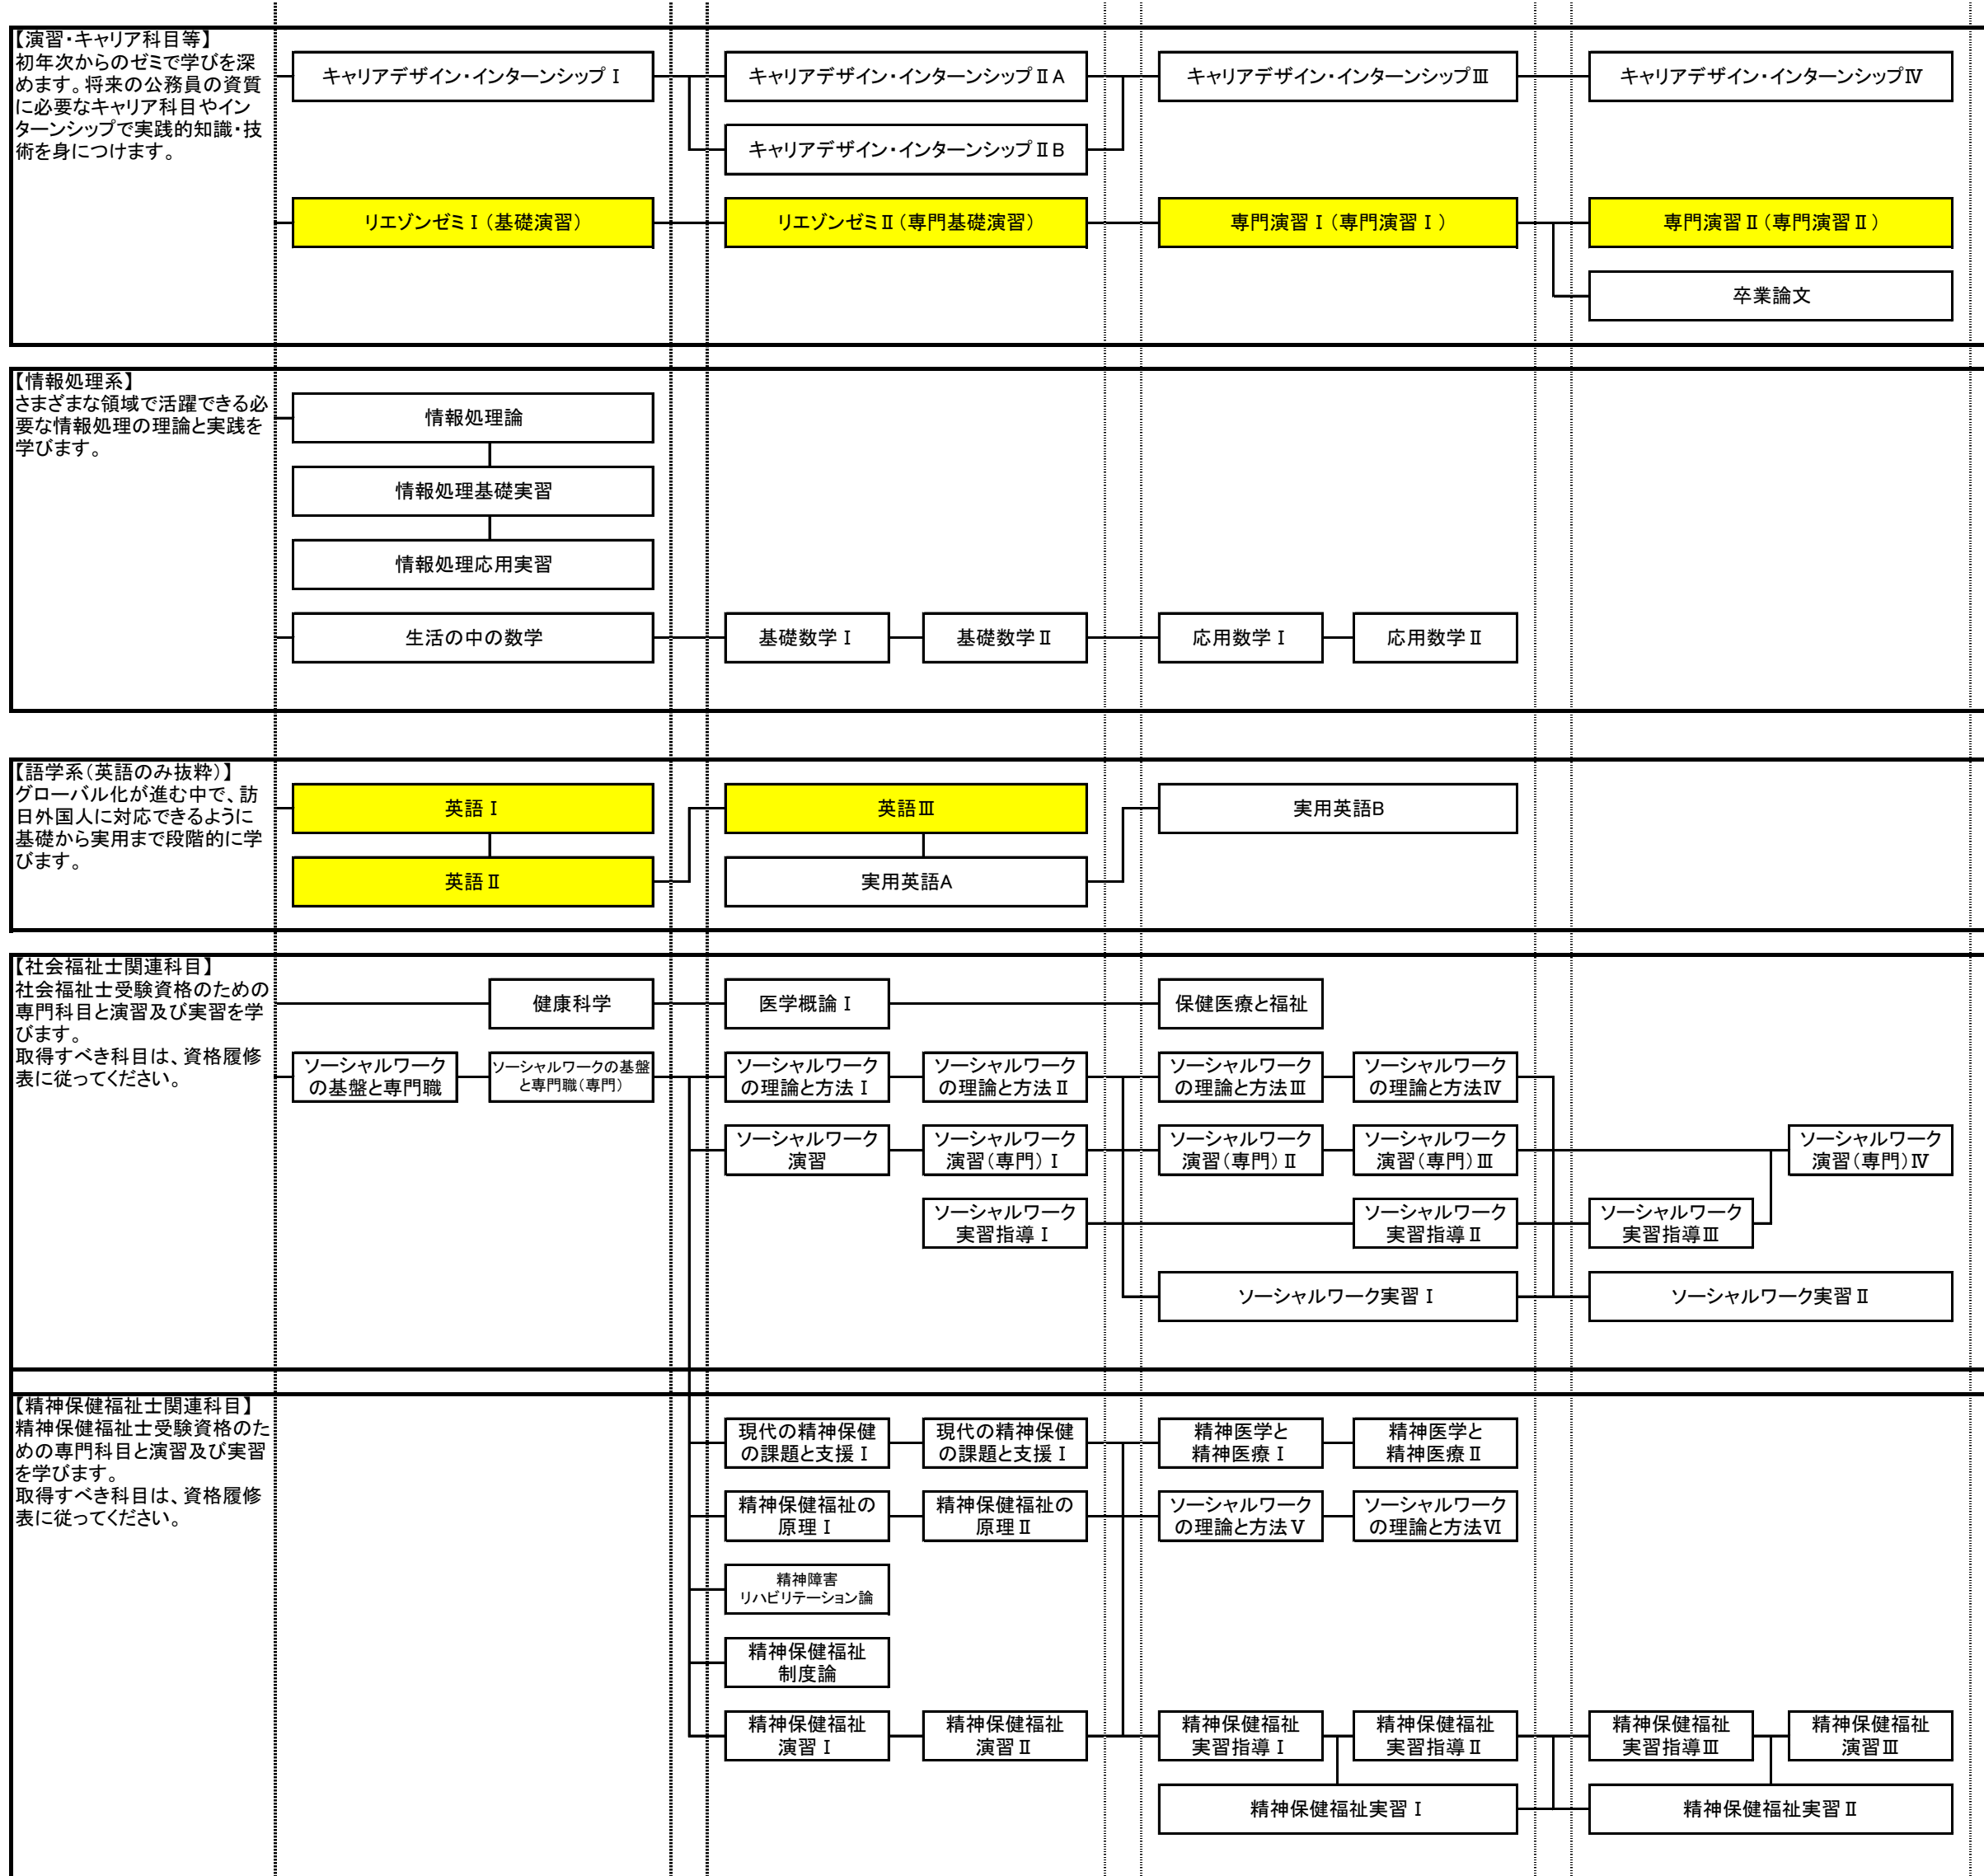 【演習・キャリア科目等】
初年次からのゼミで学びを深
めます。将来の公務員の資質
に必要なキャリア科目やイン
ターンシップで実践的知識・技
術を身につけます。
キャリアデザイン・インターンシップⅠ
キャリアデザイン・インターンシップⅡA
キャリアデザイン・インターンシップⅢ
キャリアデザイン・インターンシップⅣ
キャリアデザイン・インターンシップⅡB
リエゾンゼミⅠ(基礎演習)
リエゾンゼミⅡ(専門基礎演習)
専門演習Ⅰ(専門演習Ⅰ)
専門演習Ⅱ(専門演習Ⅱ)
卒業論文
【情報処理系】
さまざまな領域で活躍できる必
要な情報処理の理論と実践を
学びます。
情報処理論
情報処理基礎実習
情報処理応用実習
生活の中の数学
基礎数学Ⅰ
基礎数学Ⅱ
応用数学Ⅰ
応用数学Ⅱ
【語学系(英語のみ抜粋)】
グローバル化が進む中で、訪
日外国人に対応できるように
基礎から実用まで段階的に学
びます。
英語Ⅰ
英語Ⅲ
実用英語B
英語Ⅱ
実用英語A
【社会福祉士関連科目】
社会福祉士受験資格のための
専門科目と演習及び実習を学
びます。
取得すべき科目は、資格履修
表に従ってください。
健康科学
医学概論Ⅰ
保健医療と福祉
ソーシャルワーク
の基盤と専門職
ソーシャルワークの基盤
と専門職(専門)
ソーシャルワーク
の理論と方法Ⅰ
ソーシャルワーク
の理論と方法Ⅱ
ソーシャルワーク
の理論と方法Ⅲ
ソーシャルワーク
の理論と方法Ⅳ
ソーシャルワーク
演習
ソーシャルワーク
演習(専門)Ⅰ
ソーシャルワーク
演習(専門)Ⅱ
ソーシャルワーク
演習(専門)Ⅲ
ソーシャルワーク
演習(専門)Ⅳ
ソーシャルワーク
実習指導Ⅰ
ソーシャルワーク
実習指導Ⅱ
ソーシャルワーク
実習指導Ⅲ
ソーシャルワーク実習Ⅰ
ソーシャルワーク実習Ⅱ
【精神保健福祉士関連科目】
精神保健福祉士受験資格のた
めの専門科目と演習及び実習
を学びます。
取得すべき科目は、資格履修
表に従ってください。
現代の精神保健
の課題と支援Ⅰ
現代の精神保健
の課題と支援Ⅰ
精神医学と
精神医療Ⅰ
精神医学と
精神医療Ⅱ
精神保健福祉の
原理Ⅰ
精神保健福祉の
原理Ⅱ
ソーシャルワーク
の理論と方法Ⅴ
ソーシャルワーク
の理論と方法Ⅵ
精神障害
リハビリテーション論
精神保健福祉
制度論
精神保健福祉
演習Ⅰ
精神保健福祉
演習Ⅱ
精神保健福祉
実習指導Ⅰ
精神保健福祉
実習指導Ⅱ
精神保健福祉
実習指導Ⅲ
精神保健福祉
演習Ⅲ
精神保健福祉実習Ⅰ
精神保健福祉実習Ⅱ